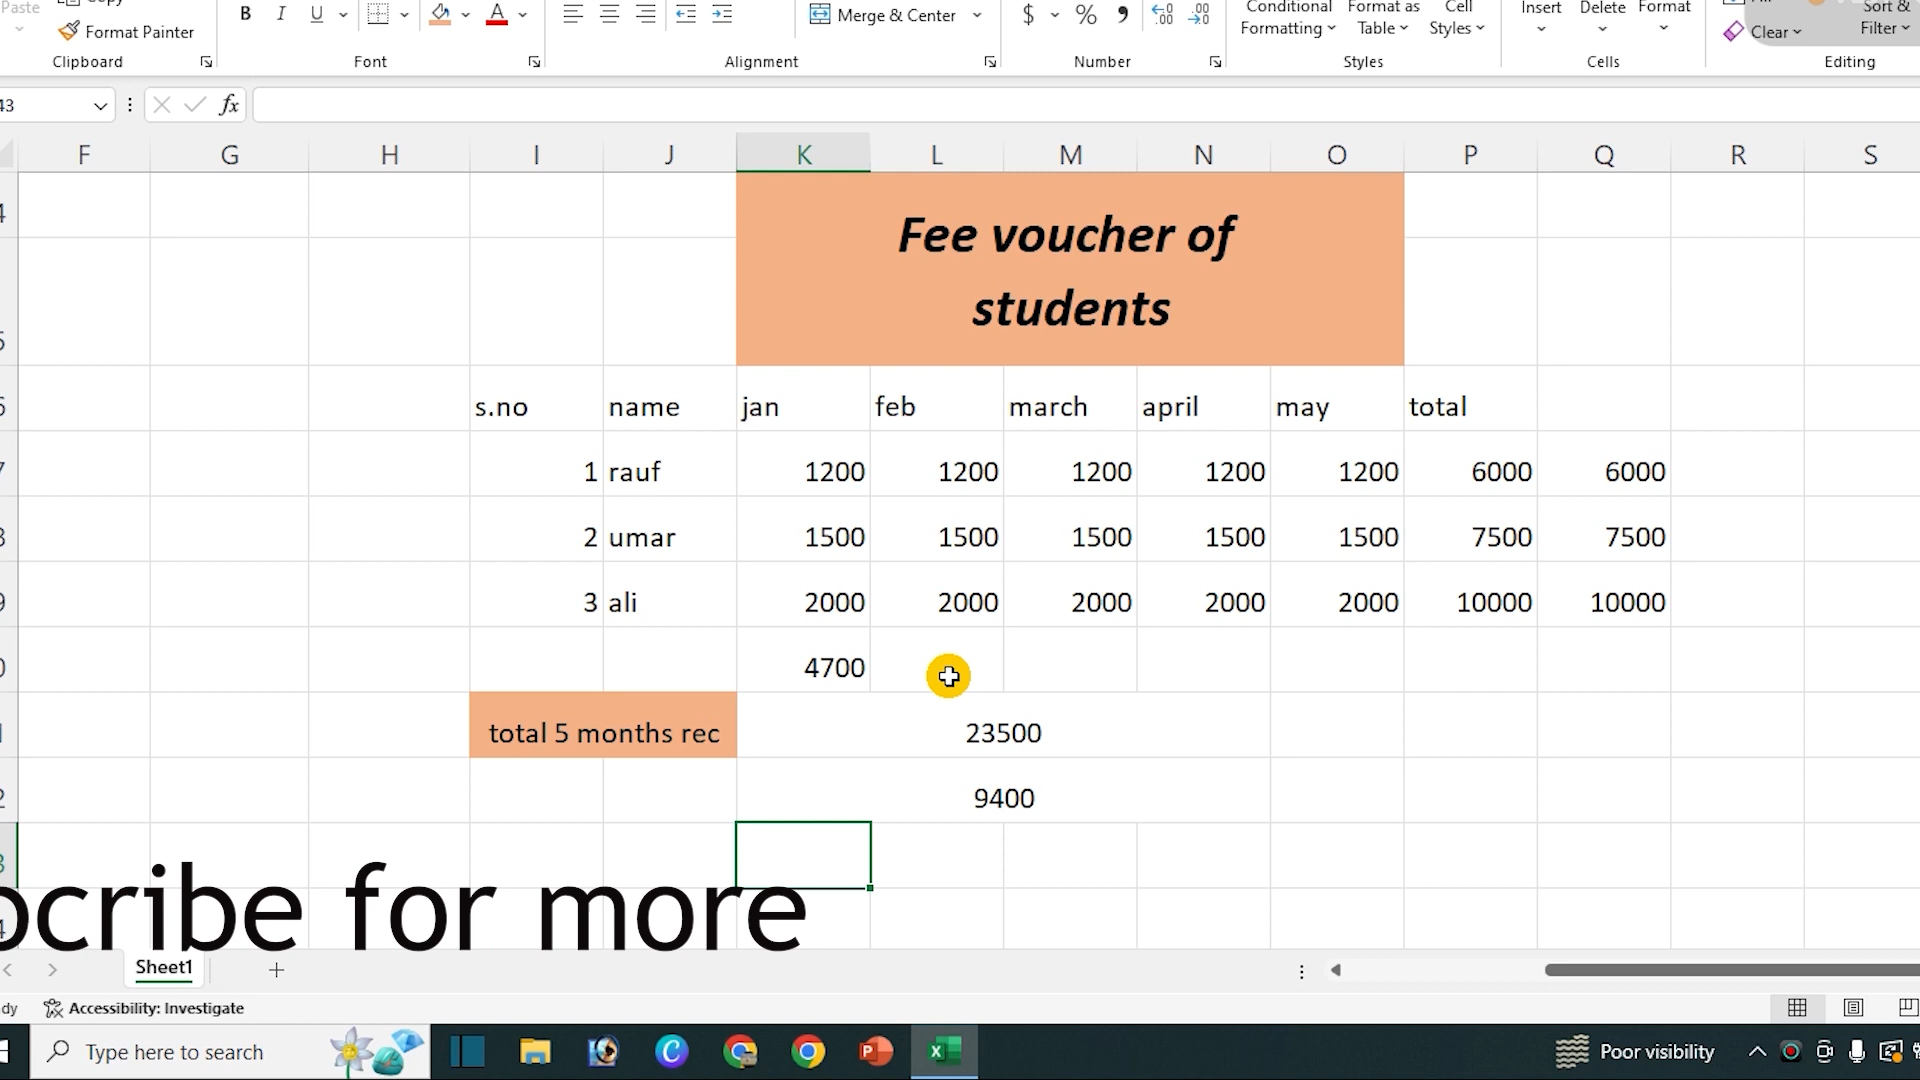 Paste
Copy
Format Painter
Clipboard
B I U
A
Font
Alignment
Merge & Center
$ % 9
Number
Conditional
Formatting
Format as
Table
Cell
Styles
Styles
Insert
Delete
Format
Cells
Clear
Sort &
Filter
Editing
43
fx
F G H I J K L M N O P Q R S
Fee voucher of
students
s.no name jan feb march april may total
1 rauf 1200 1200 1200 1200 1200 6000 6000
2 umar 1500 1500 1500 1500 1500 7500 7500
3 ali 2000 2000 2000 2000 2000 10000 10000
4700
total 5 months rec 23500
9400
ocribe for more
Sheet1
dy
Accessibility: Investigate
Type here to search
Poor visibility